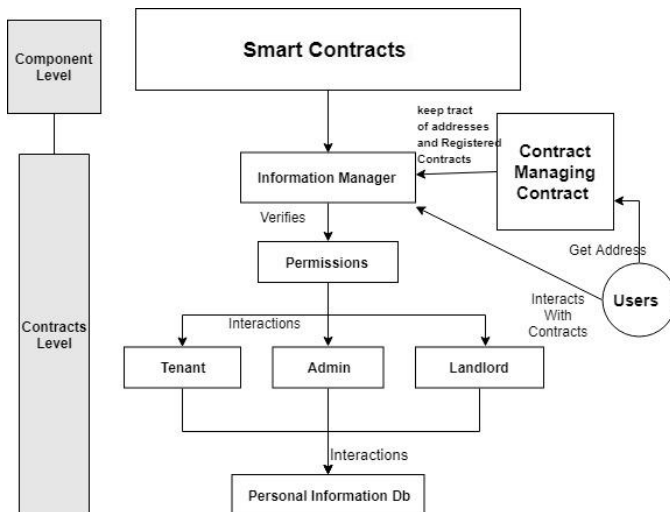 Component
Level
Smart Contracts
keep tract
of addresses
and Registered
Contracts
Contract
Managing
Contract
Information Manager
Verifies
Get Address
Permissions
Users
Interacts
With
Contracts
Contracts
Level
Interactions
Tenant
Admin
Landlord
Interactions
Personal Information Db